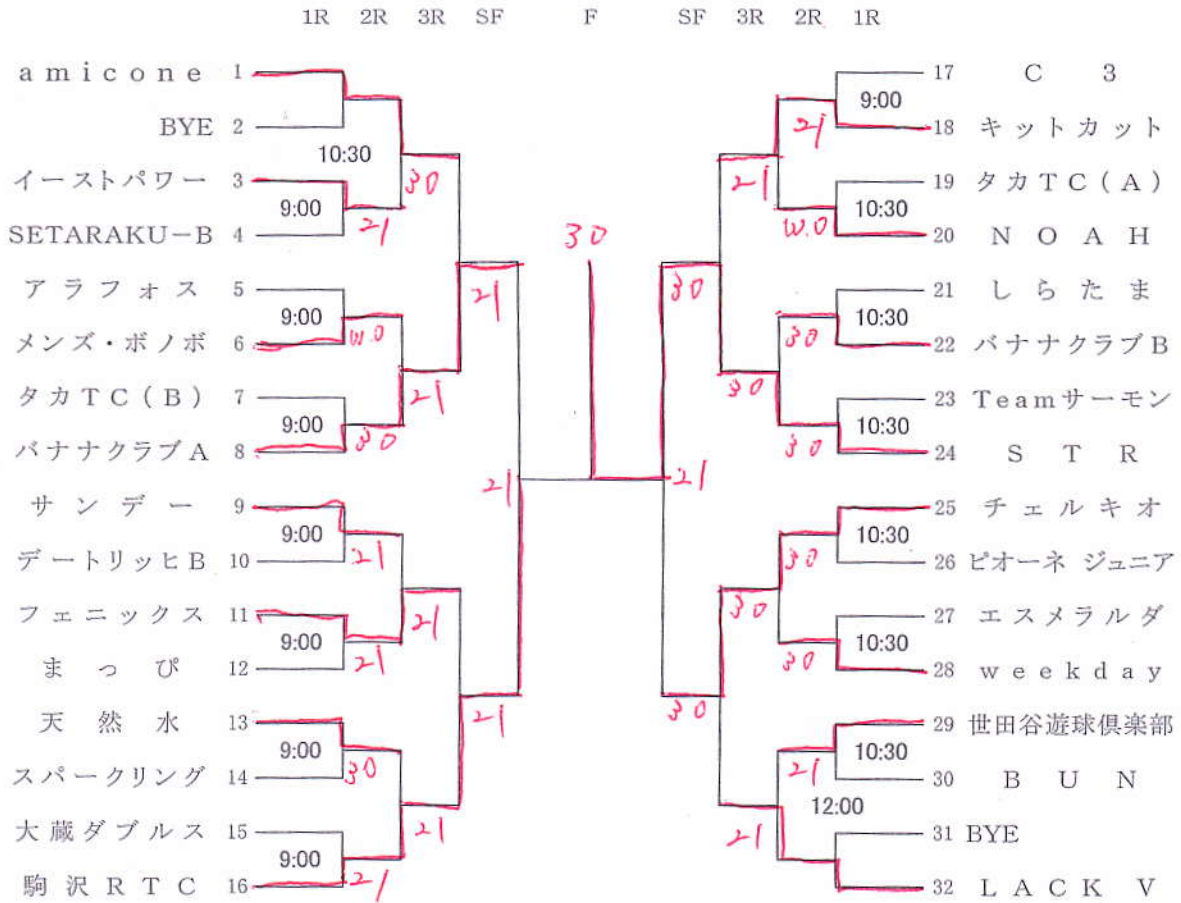 1R 2R 3R SF F SF 3R 2R 1R
amicone 1
BYE 2
10:30
イーストパワー 3
9:00
SETARAKU−B 4
21
30
アラフォス 5
9:00
メンズ・ボノボ 6
W.O
21
タカTC(B) 7
9:00
バナナクラブA 8
30
21
サンデー 9
9:00
デートリッヒB 10
21
21
フェニックス 11
9:00
まっぴ 12
21
21
天然水 13
9:00
スパークリング 14
30
21
大蔵ダブルス 15
9:00
駒沢RTC 16
21
21
30
17 C3
9:00
18 キットカット
21
19 タカTC(A)
10:30
20 NOAH
W.O
21
21 しらたま
10:30
22 バナナクラブB
30
30
23 Teamサーモン
10:30
24 STR
30
30
25 チェルキオ
10:30
26 ピオーネ ジュニア
30
21
27 エスメラルダ
10:30
28 weekday
30
30
29 世田谷遊球倶楽部
10:30
30 BUN
21
30
12:00
31 BYE
32 LACK V
21